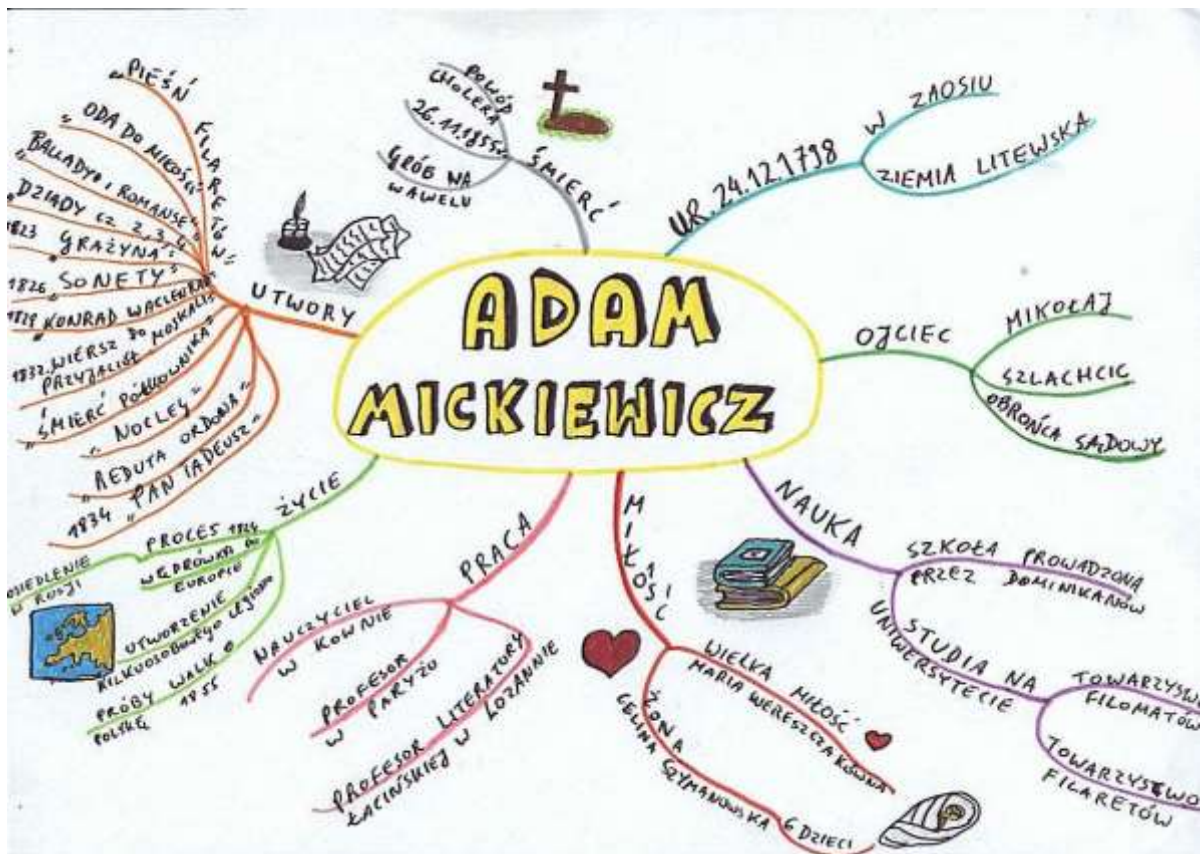 ADAM
MICKIEWICZ
UR. 24.12.1798
W ZAOSIU
ZIEMIA LITEWSKA
OJCIEC
MIKOŁAJ
SZLACHCIC
OBROŃCA SĄDOWY
NAUKA
SZKOŁA PROWADZONA
PRZEZ DOMINIKANÓW
STUDIA NA
UNIWERSYTECIE
TOWARZYSTWO
FILOMATÓW
TOWARZYSTWO
FILARETÓW
MIŁOŚĆ
WIELKA MIŁOŚĆ
MARIA WERESZCZAKÓWNA
ŻONA
CELINA SZYMANOWSKA
6 DZIECI
PRACA
NAUCZYCIEL
W KOWNIE
PROFESOR
W PARYŻU
PROFESOR LITERATURY
ŁACIŃSKIEJ W LOZANNIE
ŻYCIE
PROCES 1824
OSIEDLENIE
W ROSJI
WĘDRÓWKA PO
EUROPIE
UTWORZENIE
KILKUOSOBOWEGO LEGIONU
PRÓBY WALK O
POLSKĘ 1855
UTWORY
"PIEŚŃ FILARETÓW"
"ODA DO MŁOŚCI"
"BALLADY I ROMANSE"
"DZIADY CZ 2,3,4"
1823 "GRAŻYNA"
1826 "SONETY"
"KONRAD WALLENROD"
1832 WIERSZ DO
PRZYJACIÓŁ MOSKALI
"ŚMIERĆ PÓŁKOWNIKA"
"NOCLEG"
"REDUTA ORDONA"
1834 "PAN TADEUSZ"
ŚMIERĆ
POWÓD
CHOLERA
26.11.1855
GRÓB NA
WAWELU